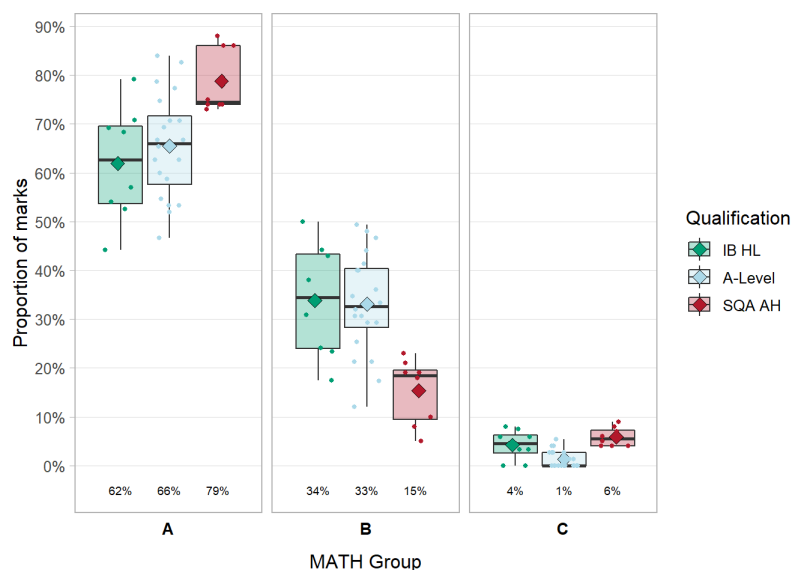 90%
80%
70%
60%
50%
40%
30%
20%
10%
0%
Proportion of marks
62% 66% 79%
34% 33% 15%
4% 1% 6%
A
B
C
MATH Group
Qualification
IB HL
A-Level
SQA AH